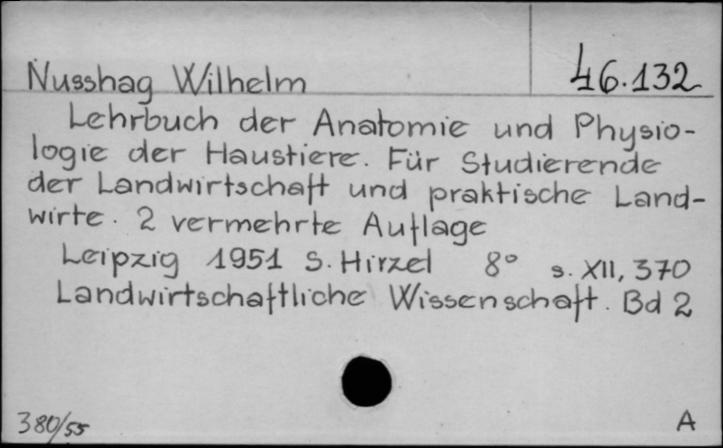 Nusshag Wilhelm
46.132
Lehrbuch der Anatomie und Physio-
logie der Haustiere. Für Studierende
der Landwirtschaft und praktische Land-
wirte. 2 vermehrte Auflage
Leipzig 1951 S. Hirzel 8° s. XII, 370
Landwirtschaftliche Wissenschaft. Bd 2
380/55
A